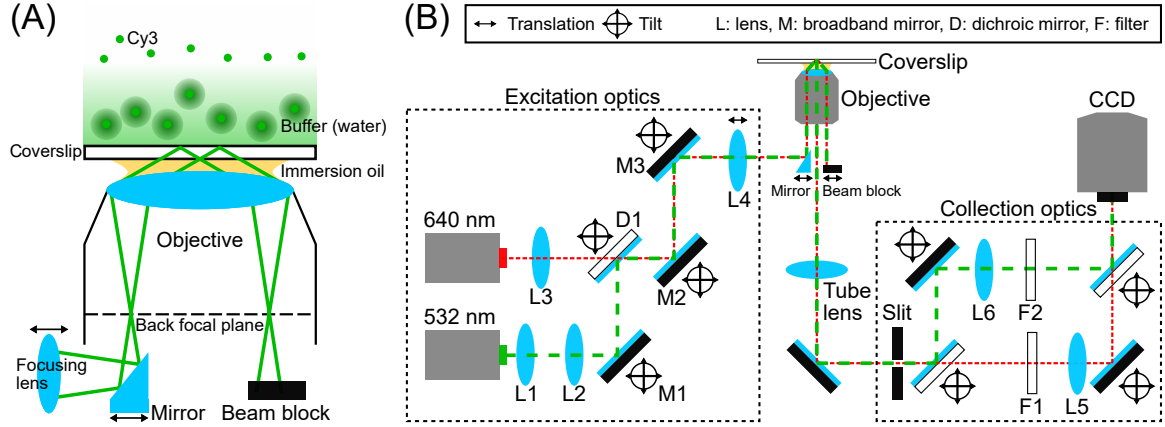 (A)
Cy3
Buffer (water)
Coverslip
Immersion oil
Objective
Back focal plane
Focusing
lens
Mirror
Beam block
(B)
Translation
Tilt
L: lens, M: broadband mirror, D: dichroic mirror, F: filter
Coverslip
Excitation optics
Objective
CCD
M3
L4
Mirror
Beam block
640 nm
D1
Collection optics
L3
M2
Tube
lens
Slit
L6
F2
532 nm
L1
L2
M1
F1
L5